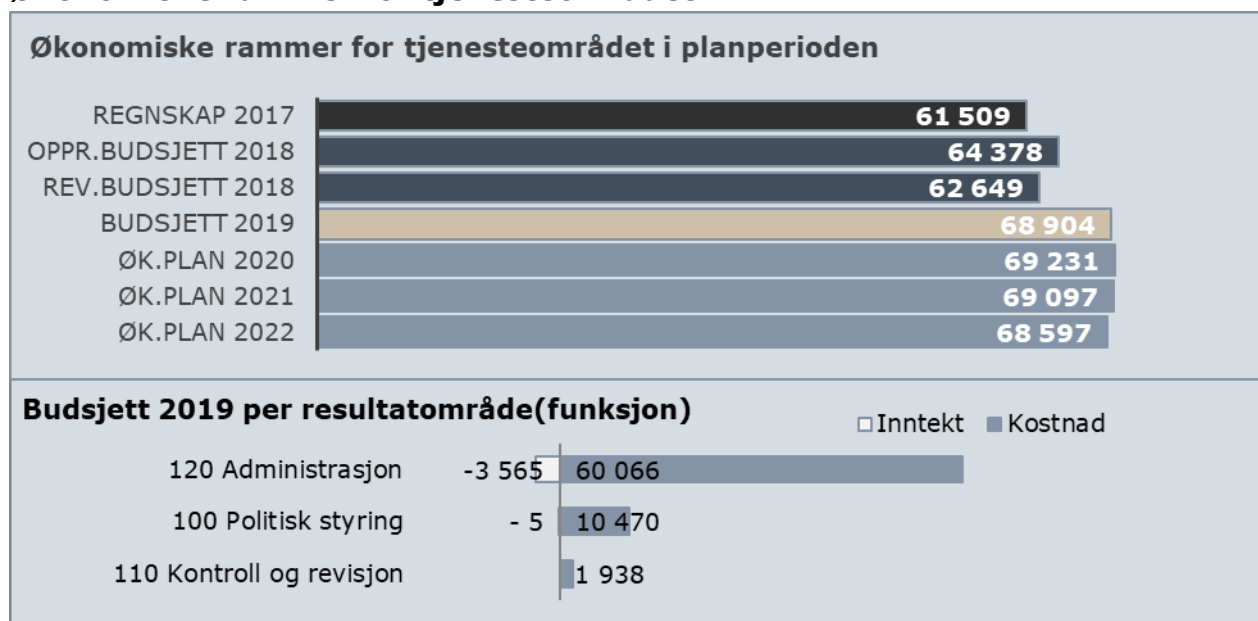 Økonomiske rammer for tjenesteområdet i planperioden
REGNSKAP 2017 61 509
OPPR.BUDSJETT 2018 64 378
REV.BUDSJETT 2018 62 649
BUDSJETT 2019 68 904
ØK.PLAN 2020 69 231
ØK.PLAN 2021 69 097
ØK.PLAN 2022 68 597
Budsjett 2019 per resultatområde(funksjon)
Inntekt Kostnad
120 Administrasjon -3 565 60 066
100 Politisk styring - 5 10 470
110 Kontroll og revisjon 1 938